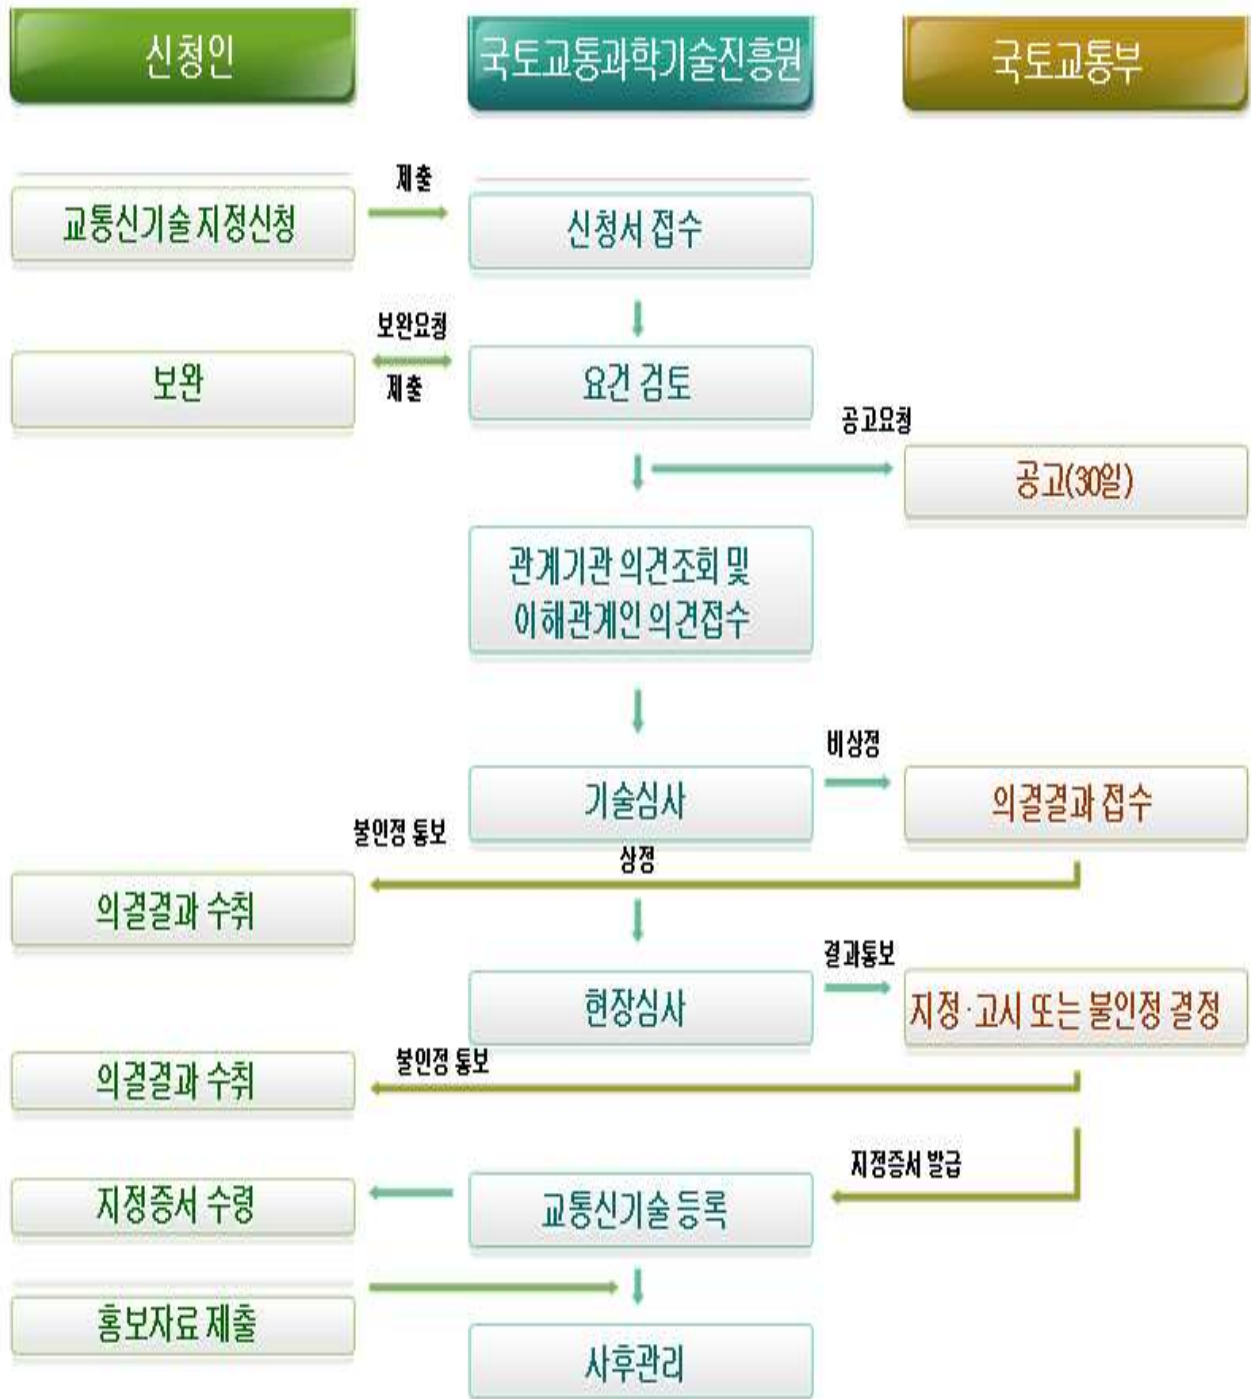 신청인
국토교통과학기술진흥원
국토교통부
제출
교통신기술 지정신청
신청서 접수
보완요청
보완
제출
요건 검토
공고요청
공고(30일)
관계기관 의견조회 및
이해관계인 의견접수
비상정
기술심사
의결결과 접수
불인정 통보
상정
의결결과 수취
결과통보
현장심사
지정·고시 또는 불인정 결정
불인정 통보
의결결과 수취
지정증서 발급
지정증서 수령
교통신기술 등록
홍보자료 제출
사후관리